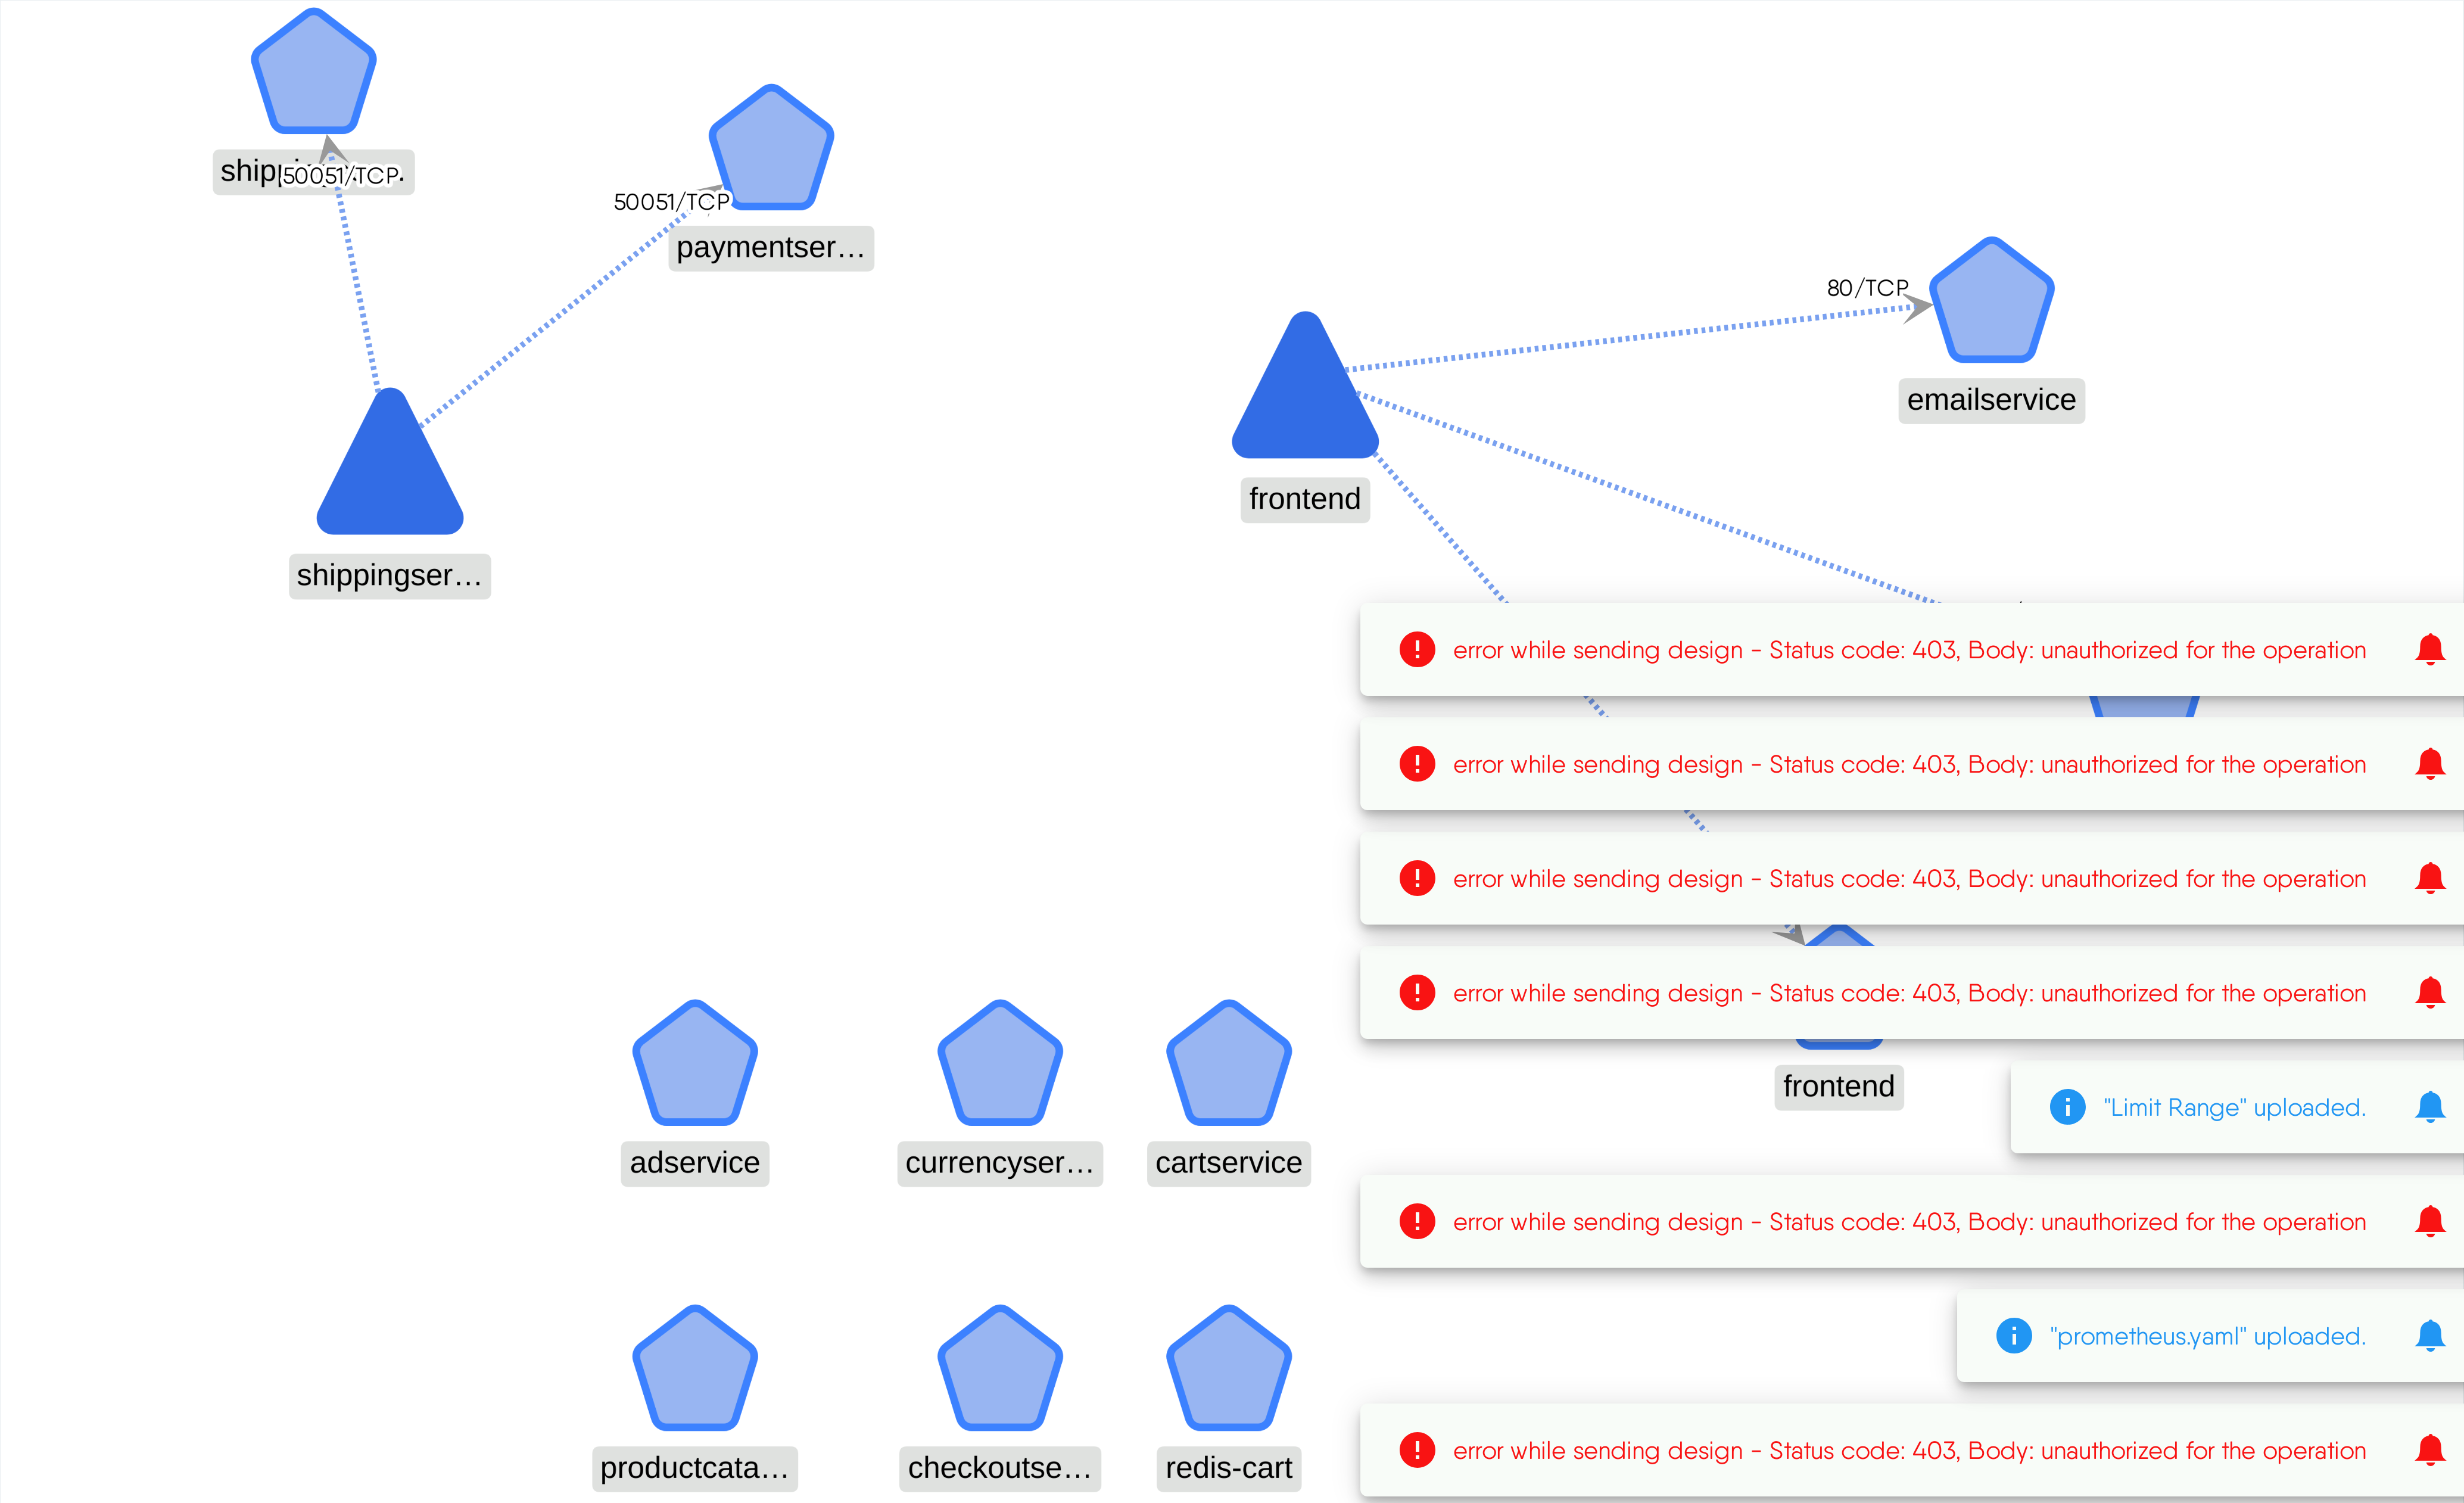 50051/TCP
50051/TCP
paymentser…
80/TCP
emailservice
frontend
shippingser…
error while sending design - Status code: 403, Body: unauthorized for the operation
error while sending design - Status code: 403, Body: unauthorized for the operation
error while sending design - Status code: 403, Body: unauthorized for the operation
error while sending design - Status code: 403, Body: unauthorized for the operation
frontend
"Limit Range" uploaded.
adservice
currencyser…
cartservice
error while sending design - Status code: 403, Body: unauthorized for the operation
"prometheus.yaml" uploaded.
error while sending design - Status code: 403, Body: unauthorized for the operation
productcata…
checkoutse…
redis-cart